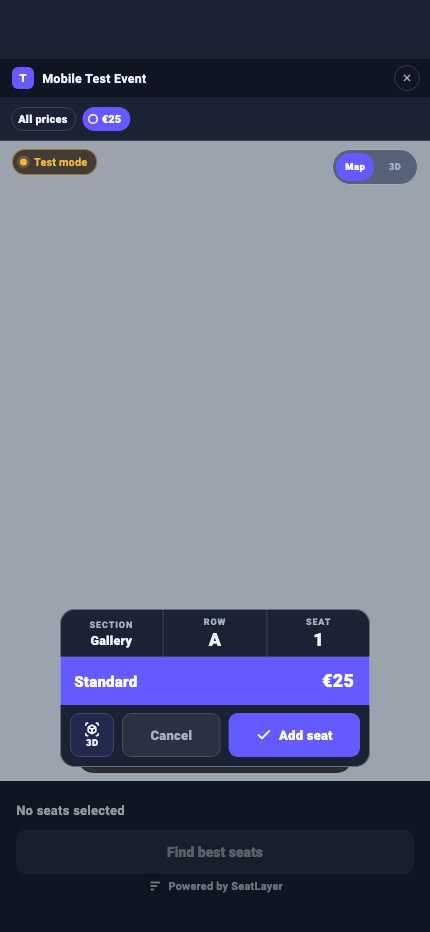 T Mobile Test Event
All prices €25
Test mode
Map 3D
SECTION ROW SEAT
Gallery A 1
Standard €25
3D Cancel Add seat
No seats selected
Find best seats
Powered by SeatLayer